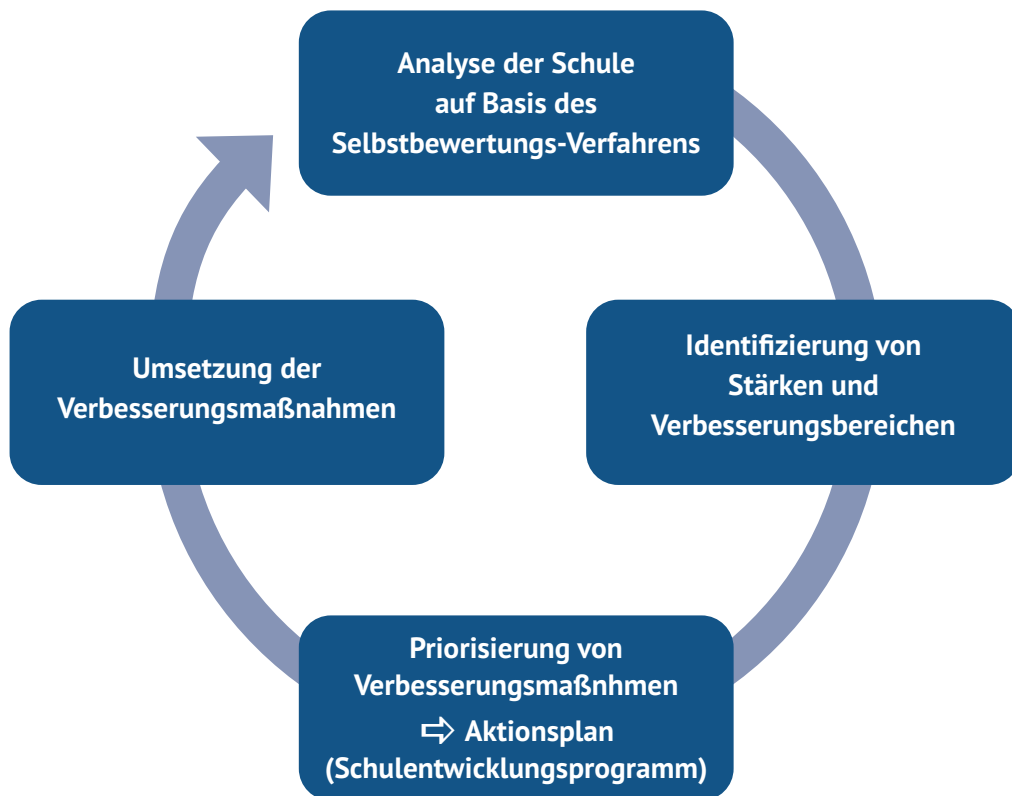 Analyse der Schule
auf Basis des
Selbstbewertungs-Verfahrens
Identifizierung von
Stärken und
Verbesserungsbereichen
Priorisierung von
Verbesserungsmaßnhmen
⇨ Aktionsplan
(Schulentwicklungsprogramm)
Umsetzung der
Verbesserungsmaßnahmen